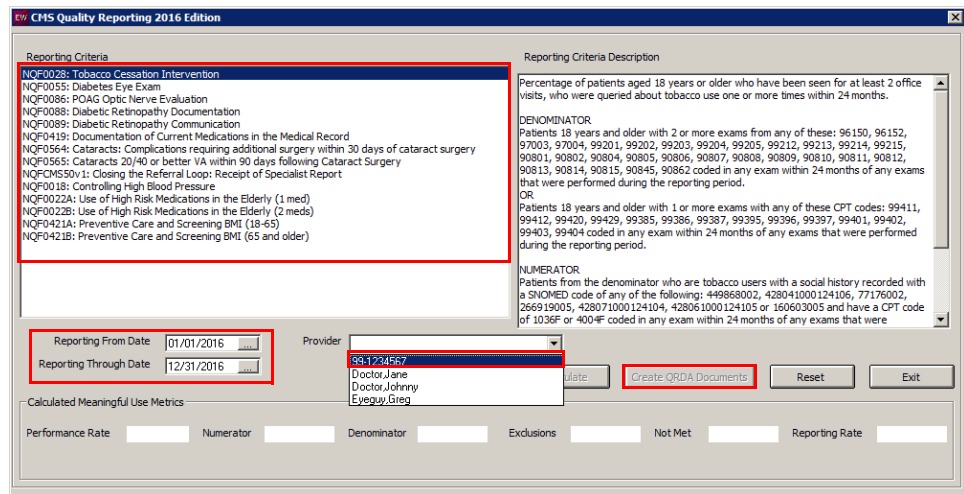 EW CMS Quality Reporting 2016 Edition
Reporting Criteria
NQF0028: Tobacco Cessation Intervention
NQF0055: Diabetes Eye Exam
NQF0086: POAG Optic Nerve Evaluation
NQF0088: Diabetic Retinopathy Documentation
NQF0089: Diabetic Retinopathy Communication
NQF0419: Documentation of Current Medications in the Medical Record
NQF0564: Cataracts: Complications requiring additional surgery within 30 days of cataract surgery
NQF0565: Cataracts 20/40 or better VA within 90 days following Cataract Surgery
NQFCMS50v1: Closing the Referral Loop: Receipt of Specialist Report
NQF0018: Controlling High Blood Pressure
NQF0022A: Use of High Risk Medications in the Elderly (1 med)
NQF0022B: Use of High Risk Medications in the Elderly (2 meds)
NQF0421A: Preventive Care and Screening BMI (18-65)
NQF0421B: Preventive Care and Screening BMI (65 and older)
Reporting Criteria Description
Percentage of patients aged 18 years or older who have been seen for at least 2 office
visits, who were queried about tobacco use one or more times within 24 months.
DENOMINATOR
Patients 18 years and older with 2 or more exams from any of these: 96150, 96152,
97003, 97004, 99201, 99202, 99203, 99204, 99205, 99212, 99213, 99214, 99215,
90801, 90802, 90804, 90805, 90806, 90807, 90808, 90809, 90810, 90811, 90812,
90813, 90814, 90815, 90845, 90862 coded in any exam within 24 months of any exams
that were performed during the reporting period.
OR
Patients 18 years and older with 1 or more exams with any of these CPT codes: 99411,
99412, 99420, 99429, 99385, 99386, 99387, 99395, 99396, 99397, 99401, 99402,
99403, 99404 coded in any exam within 24 months of any exams that were performed
during the reporting period.
NUMERATOR
Patients from the denominator who are tobacco users with a social history recorded with
a SNOMED code of any of the following: 449868002, 428041000124106, 77176002,
266919005, 428071000124104, 428061000124105 or 160603005 and have a CPT code
of 1036F or 4004F coded in any exam within 24 months of any exams that were
Reporting From Date 01/01/2016 ...
Reporting Through Date 12/31/2016 ...
Provider
99-1234567
Doctor,Jane
Doctor,Johnny
Eyeguy,Greg
ulate
Create QRDA Documents
Reset
Exit
Calculated Meaningful Use Metrics
Performance Rate Numerator Denominator Exclusions Not Met Reporting Rate